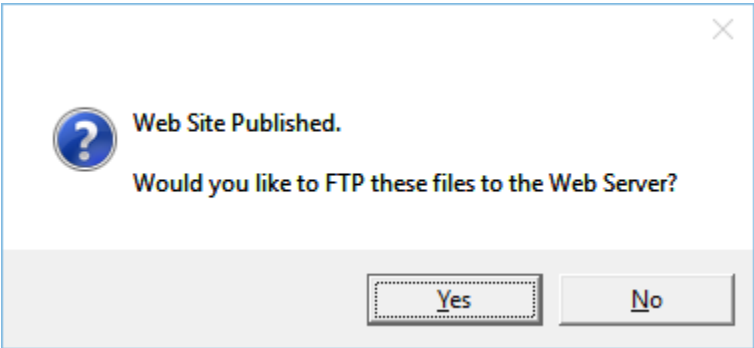 Web Site Published.
Would you like to FTP these files to the Web Server?
Yes
No